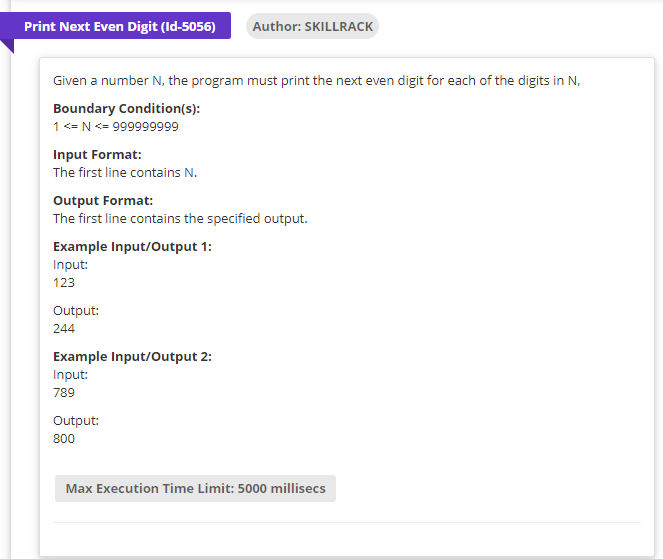 Print Next Even Digit (Id-5056) Author: SKILLRACK
Given a number N, the program must print the next even digit for each of the digits in N,
Boundary Condition(s):
1 <= N <= 999999999
Input Format:
The first line contains N.
Output Format:
The first line contains the specified output.
Example Input/Output 1:
Input:
123
Output:
244
Example Input/Output 2:
Input:
789
Output:
800
Max Execution Time Limit: 5000 millisecs